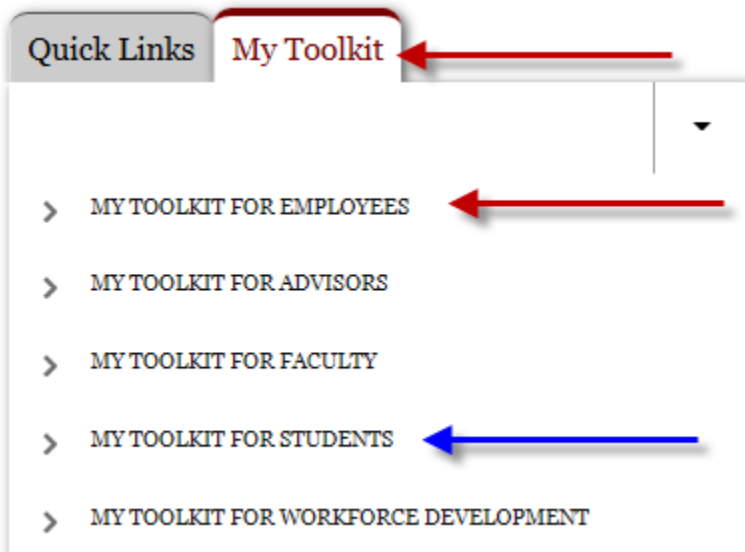 Quick Links My Toolkit
MY TOOLKIT FOR EMPLOYEES
MY TOOLKIT FOR ADVISORS
MY TOOLKIT FOR FACULTY
MY TOOLKIT FOR STUDENTS
MY TOOLKIT FOR WORKFORCE DEVELOPMENT